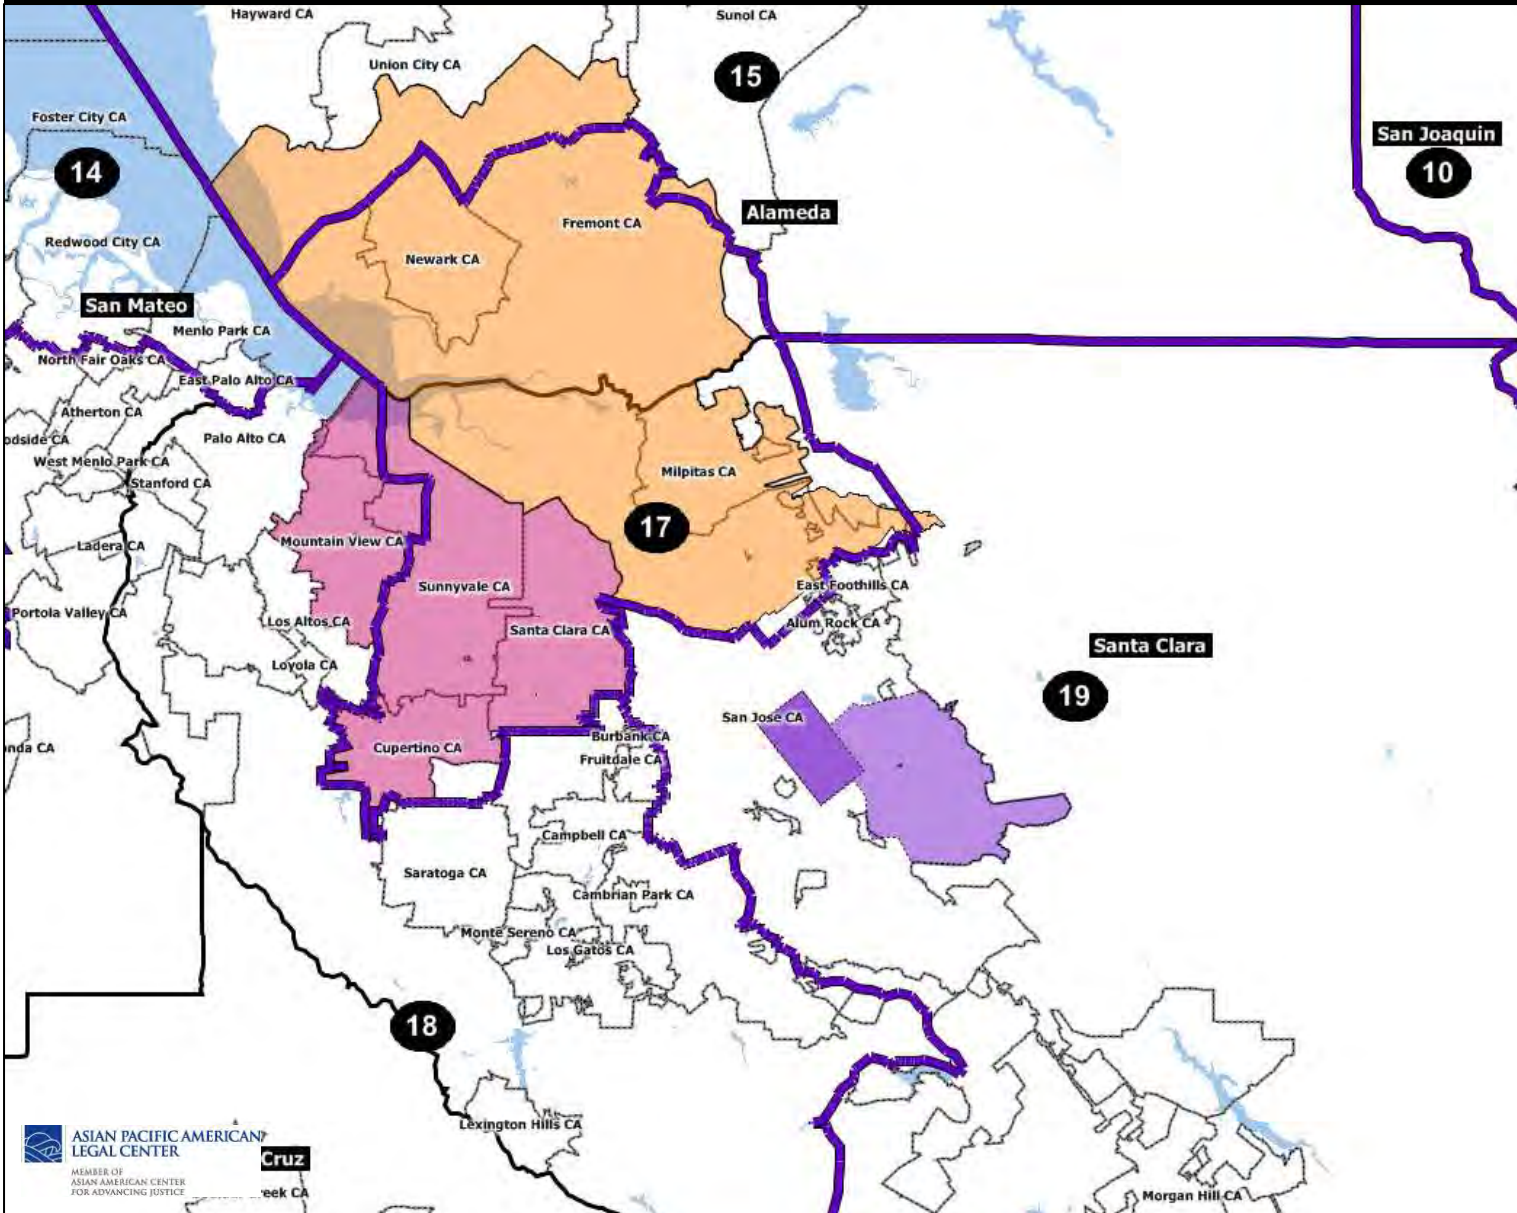 Hayward CA
Sunol CA
Union City CA
15
Foster City CA
San Joaquin
14
10
Alameda
Fremont CA
Redwood City CA
Newark CA
San Mateo
Menlo Park CA
North Fair Oaks CA
East Palo Alto CA
Atherton CA
odside CA
Palo Alto CA
West Menlo Park CA
Milpitas CA
Stanford CA
17
Ladera CA
Mountain View CA
Sunnyvale CA
East Foothills CA
Portola Valley CA
Los Altos CA
Santa Clara CA
Alum Rock CA
Santa Clara
Loyola CA
19
San Jose CA
Burbank CA
onda CA
Cupertino CA
Fruitdale CA
Campbell CA
Saratoga CA
Cambrian Park CA
Monte Sereno CA
Los Gatos CA
18
Lexington Hills CA
ASIAN PACIFIC AMERICAN
LEGAL CENTER
MEMBER OF
ASIAN AMERICAN CENTER
FOR ADVANCING JUSTICE
Cruz
eek CA
Morgan Hill CA